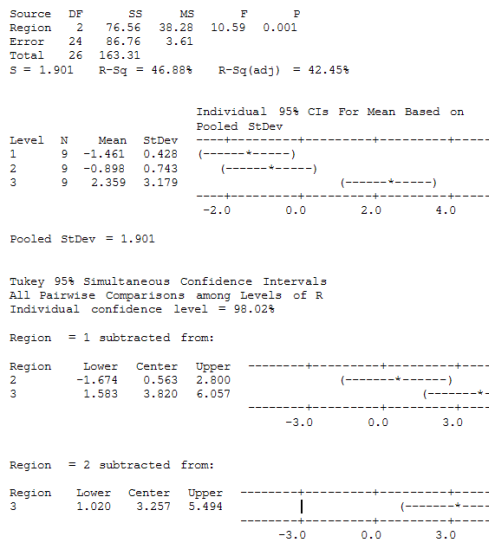 Source  DF      SS     MS      F      P
Region   2   76.56  38.28  10.59  0.001
Error   24   86.76   3.61
Total   26  163.31
S = 1.901   R-Sq = 46.88%   R-Sq(adj) = 42.45%
Individual 95% CIs For Mean Based on
Pooled StDev
Level  N    Mean  StDev  ----+---------+---------+---------+-----
1      9  -1.461  0.428  (------*-----)
2      9  -0.898  0.743     (------*-----)
3      9   2.359  3.179                    (------*-----)
----+---------+---------+---------+-----
-2.0       0.0       2.0       4.0
Pooled StDev = 1.901
Tukey 95% Simultaneous Confidence Intervals
All Pairwise Comparisons among Levels of R
Individual confidence level = 98.02%
Region  = 1 subtracted from:
Region   Lower  Center  Upper  --------+---------+---------+----
2       -1.674   0.563  2.800              (-------*------)
3        1.583   3.820  6.057                         (-------*-
--------+---------+---------+----
-3.0       0.0       3.0
Region  = 2 subtracted from:
Region  Lower  Center  Upper  --------+---------+---------+----
3       1.020   3.257  5.494         |            (-------*----
--------+---------+---------+----
-3.0       0.0       3.0